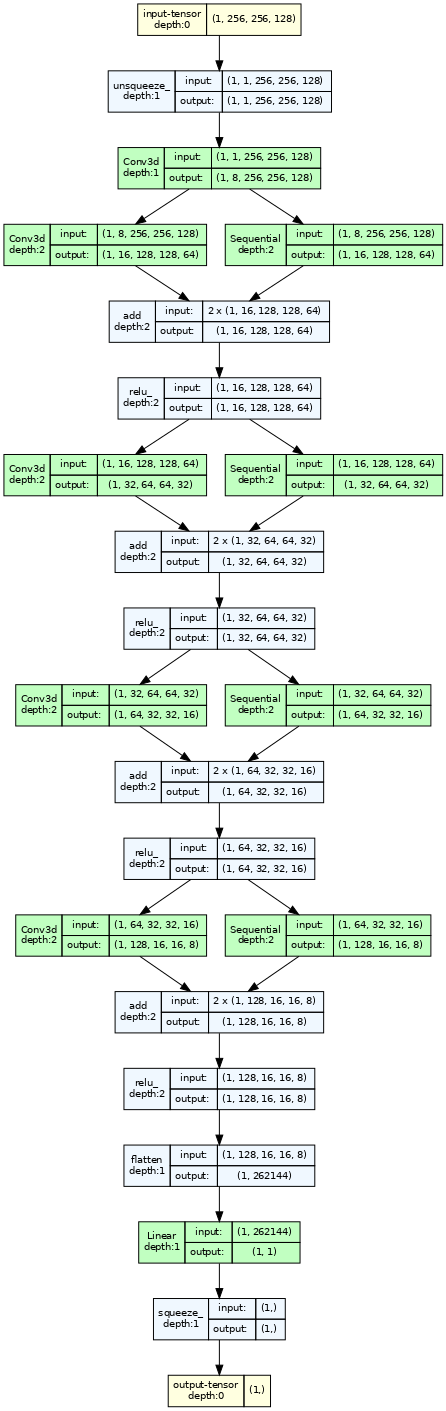 input-tensor
depth:0
(1, 256, 256, 128)
unsqueeze_
depth:1
input:
(1, 1, 256, 256, 128)
output:
(1, 1, 256, 256, 128)
Conv3d
depth:1
input:
(1, 1, 256, 256, 128)
output:
(1, 8, 256, 256, 128)
Conv3d
depth:2
input:
(1, 8, 256, 256, 128)
output:
(1, 16, 128, 128, 64)
Sequential
depth:2
input:
(1, 8, 256, 256, 128)
output:
(1, 16, 128, 128, 64)
add
depth:2
input:
2 x (1, 16, 128, 128, 64)
output:
(1, 16, 128, 128, 64)
relu_
depth:2
input:
(1, 16, 128, 128, 64)
output:
(1, 16, 128, 128, 64)
Conv3d
depth:2
input:
(1, 16, 128, 128, 64)
output:
(1, 32, 64, 64, 32)
Sequential
depth:2
input:
(1, 16, 128, 128, 64)
output:
(1, 32, 64, 64, 32)
add
depth:2
input:
2 x (1, 32, 64, 64, 32)
output:
(1, 32, 64, 64, 32)
relu_
depth:2
input:
(1, 32, 64, 64, 32)
output:
(1, 32, 64, 64, 32)
Conv3d
depth:2
input:
(1, 32, 64, 64, 32)
output:
(1, 64, 32, 32, 16)
Sequential
depth:2
input:
(1, 32, 64, 64, 32)
output:
(1, 64, 32, 32, 16)
add
depth:2
input:
2 x (1, 64, 32, 32, 16)
output:
(1, 64, 32, 32, 16)
relu_
depth:2
input:
(1, 64, 32, 32, 16)
output:
(1, 64, 32, 32, 16)
Conv3d
depth:2
input:
(1, 64, 32, 32, 16)
output:
(1, 128, 16, 16, 8)
Sequential
depth:2
input:
(1, 64, 32, 32, 16)
output:
(1, 128, 16, 16, 8)
add
depth:2
input:
2 x (1, 128, 16, 16, 8)
output:
(1, 128, 16, 16, 8)
relu_
depth:2
input:
(1, 128, 16, 16, 8)
output:
(1, 128, 16, 16, 8)
flatten
depth:1
input:
(1, 128, 16, 16, 8)
output:
(1, 262144)
Linear
depth:1
input:
(1, 262144)
output:
(1, 1)
squeeze_
depth:1
input:
(1,)
output:
(1,)
output-tensor
depth:0
(1,)